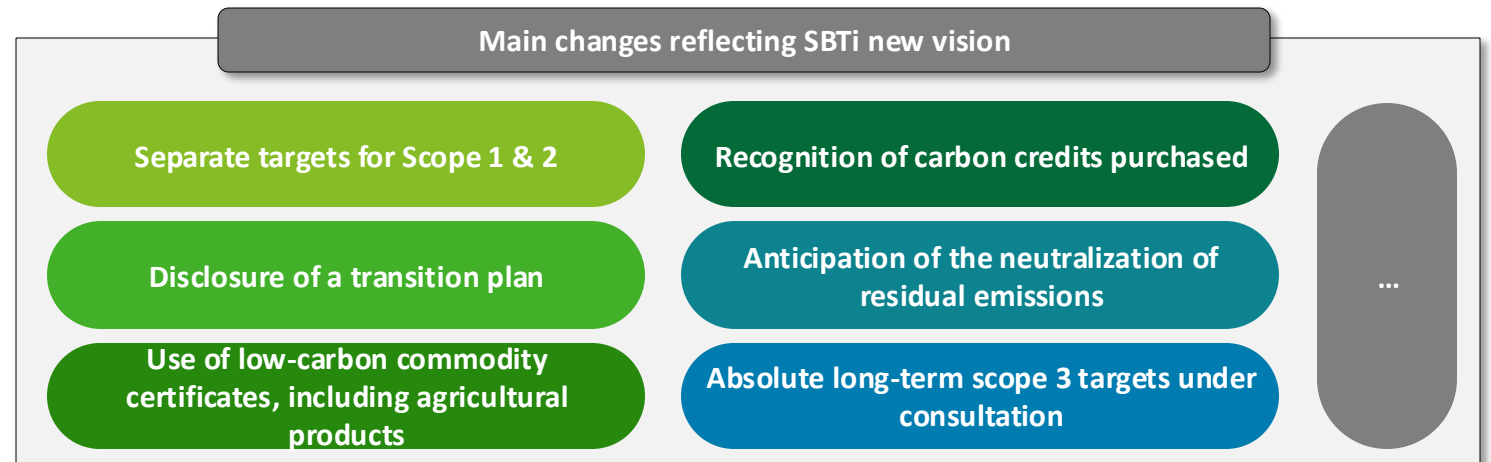 Main changes reflecting SBTi new vision
Separate targets for Scope 1 & 2
Recognition of carbon credits purchased
Disclosure of a transition plan
Anticipation of the neutralization of
residual emissions
...
Use of low-carbon commodity
certificates, including agricultural
products
Absolute long-term scope 3 targets under
consultation